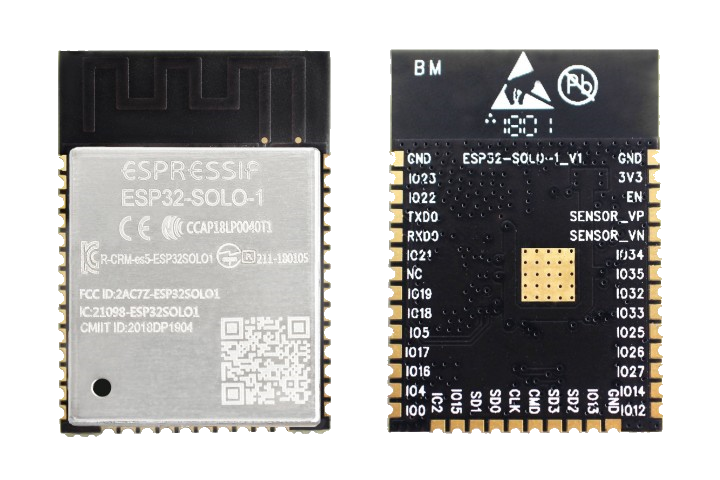 ESPRESSIF
ESP32-SOLO-1
CE CCAP18LP0040T1
R-CRM-es5-ESP32SOLO1 R 211-180105
FCC ID:2AC7Z-ESP32SOLO1
IC:21098-ESP32SOLO1
CMIIT ID:2018DP1904
BM
Pb
1801
GND ESP32-SOLO-1_V1 GND
IO23 3V3
IO22 EN
TXD0 SENSOR_VP
RXD0 SENSOR_VN
IO21 IO34
NC IO35
IO19 IO32
IO18 IO33
IO5 IO25
IO17 IO26
IO16 IO27
IO4 IO14
IO0 IO12
IC2 IO15 SD1 SD0 CLK CMD SD3 SD2 IO13 GND